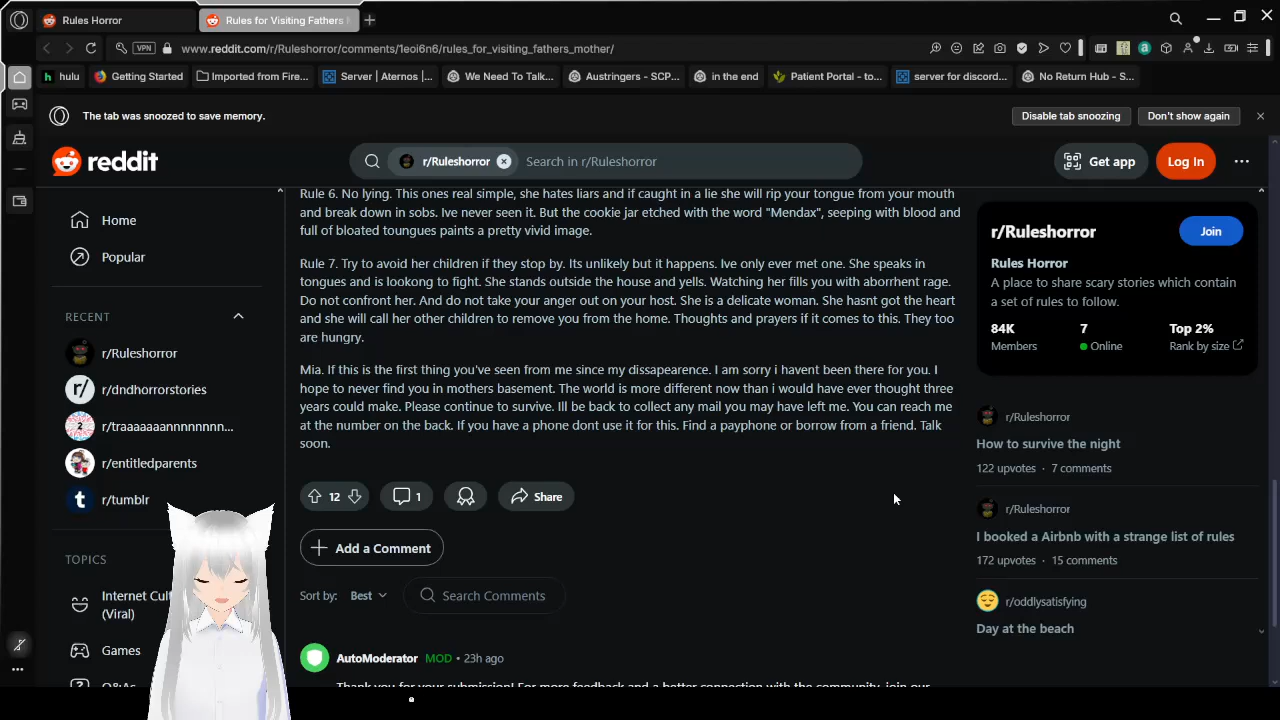 Rules Horror
Rules for Visiting Fathers
VPN
www.reddit.com/r/Ruleshorror/comments/1eoi6n6/rules_for_visiting_fathers_mother/
hulu
Getting Started
Imported from Fire...
Server | Aternos |...
We Need To Talk...
Austringers - SCP...
in the end
Patient Portal - to...
server for discord...
No Return Hub - S...
The tab was snoozed to save memory.
Disable tab snoozing
Don't show again
reddit
r/Ruleshorror
Search in r/Ruleshorror
Get app
Log In
Home
Popular
RECENT
r/Ruleshorror
r/dndhorrorstories
r/traaaaaaannnnnnnnn...
r/entitledparents
r/tumblr
TOPICS
Internet Cul
(Viral)
Games
Rule 6. No lying. This ones real simple, she hates liars and if caught in a lie she will rip your tongue from your mouth
and break down in sobs. Ive never seen it. But the cookie jar etched with the word "Mendax", seeping with blood and
full of bloated toungues paints a pretty vivid image.
Rule 7. Try to avoid her children if they stop by. Its unlikely but it happens. Ive only ever met one. She speaks in
tongues and is lookong to fight. She stands outside the house and yells. Watching her fills you with aborrhent rage.
Do not confront her. And do not take your anger out on your host. She is a delicate woman. She hasnt got the heart
and she will call her other children to remove you from the home. Thoughts and prayers if it comes to this. They too
are hungry.
Mia. If this is the first thing you've seen from me since my dissapearence. I am sorry i havent been there for you. I
hope to never find you in mothers basement. The world is more different now than i would have ever thought three
years could make. Please continue to survive. Ill be back to collect any mail you may have left me. You can reach me
at the number on the back. If you have a phone dont use it for this. Find a payphone or borrow from a friend. Talk
soon.
12
1
Share
Add a Comment
Sort by:
Best
Search Comments
AutoModerator MOD • 23h ago
Thank you for your submission! For more feedback and a better connection with the community, join our
r/Ruleshorror
Join
Rules Horror
A place to share scary stories which contain
a set of rules to follow.
84K
7
Top 2%
Members
Online
Rank by size
r/Ruleshorror
How to survive the night
122 upvotes • 7 comments
r/Ruleshorror
I booked a Airbnb with a strange list of rules
172 upvotes • 15 comments
r/oddlysatisfying
Day at the beach